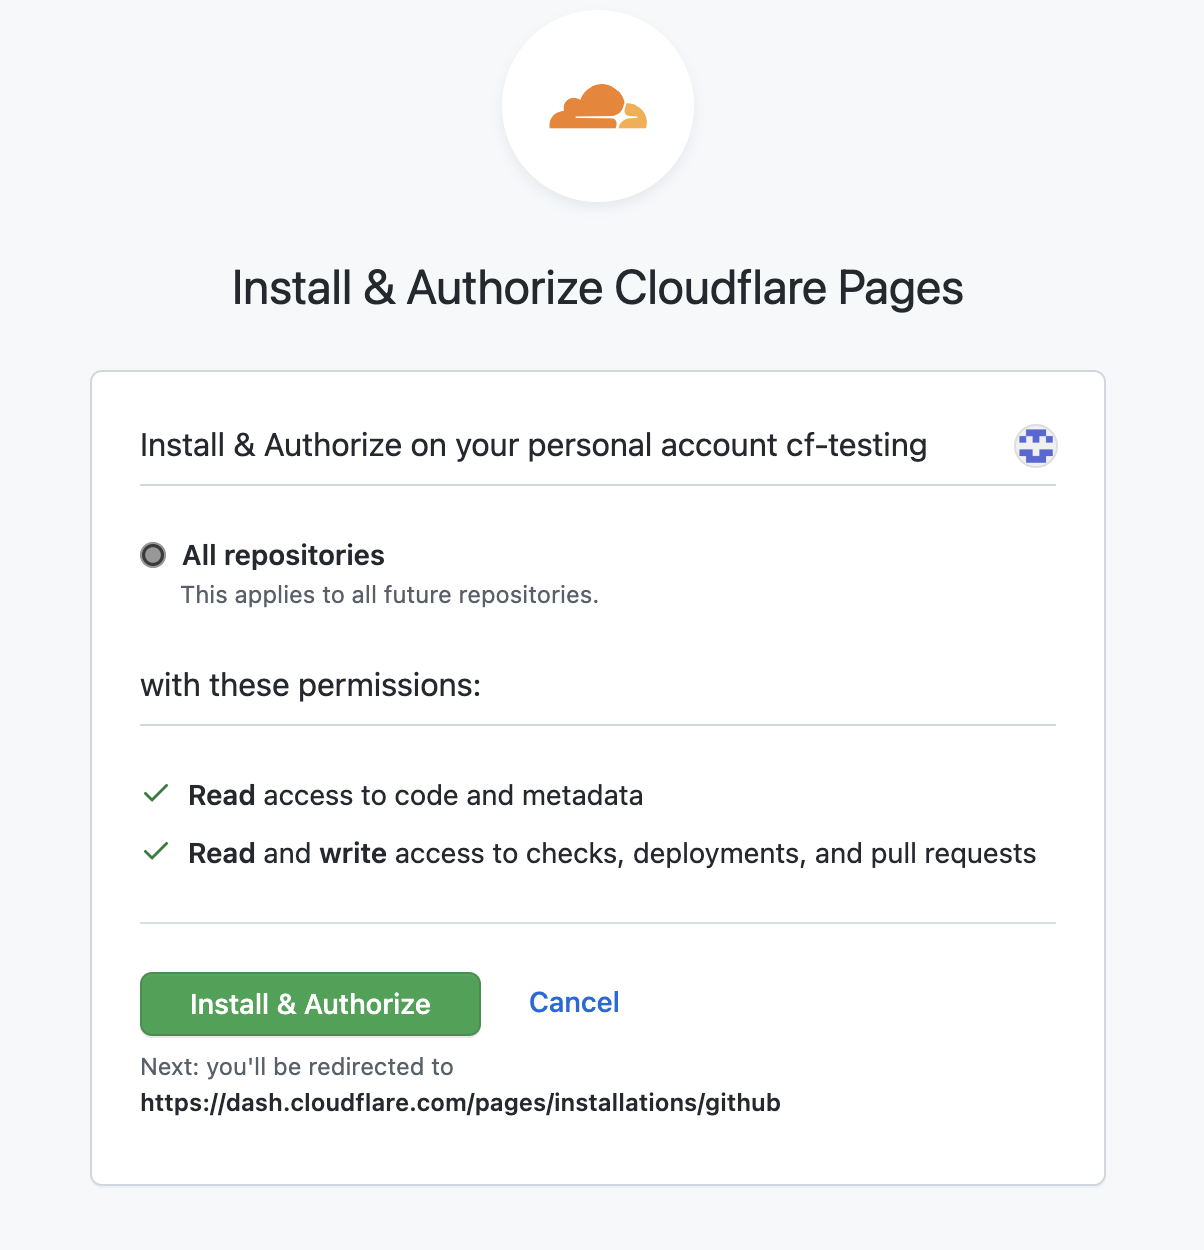 Install & Authorize Cloudflare Pages
Install & Authorize on your personal account cf-testing
All repositories
This applies to all future repositories.
with these permissions:
Read access to code and metadata
Read and write access to checks, deployments, and pull requests
Install & Authorize
Cancel
Next: you'll be redirected to
https://dash.cloudflare.com/pages/installations/github